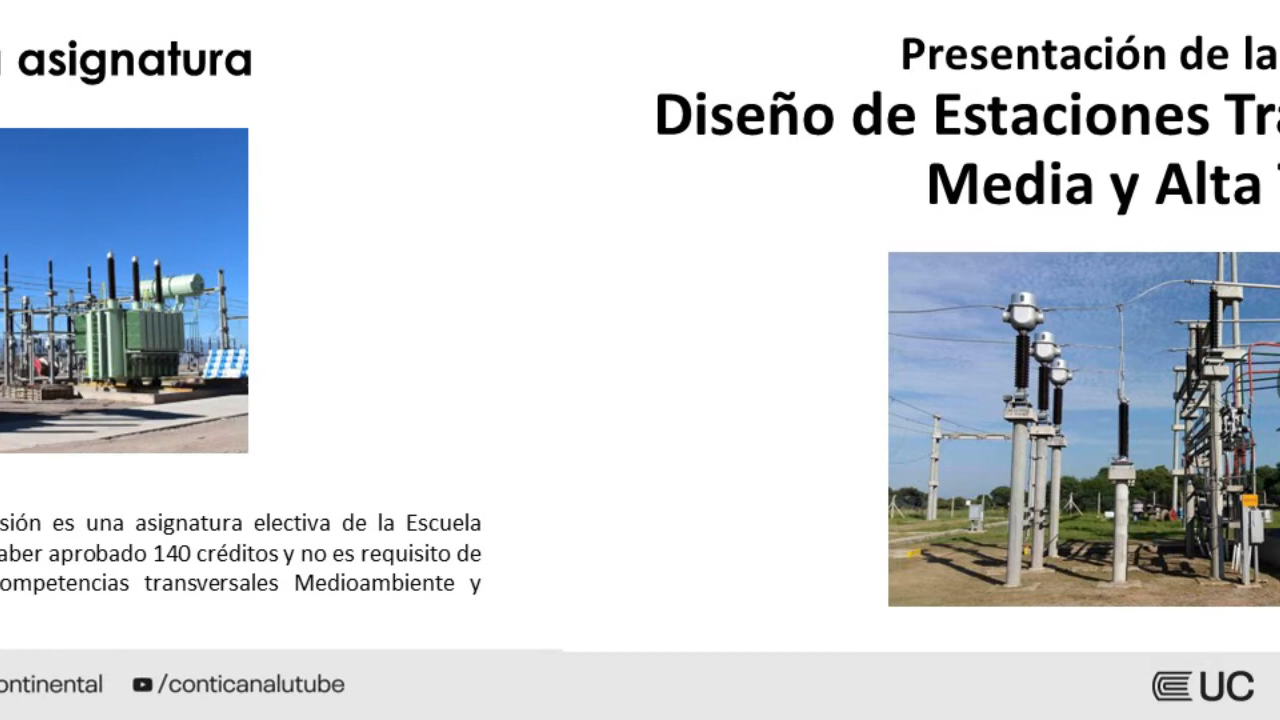 asignatura
sión es una asignatura electiva de la Escuela
aber aprobado 140 créditos y no es requisito de
ompetencias transversales Medioambiente y
ontinental /conticanalutube
Presentación de la
Diseño de Estaciones Tra
Media y Alta
UC